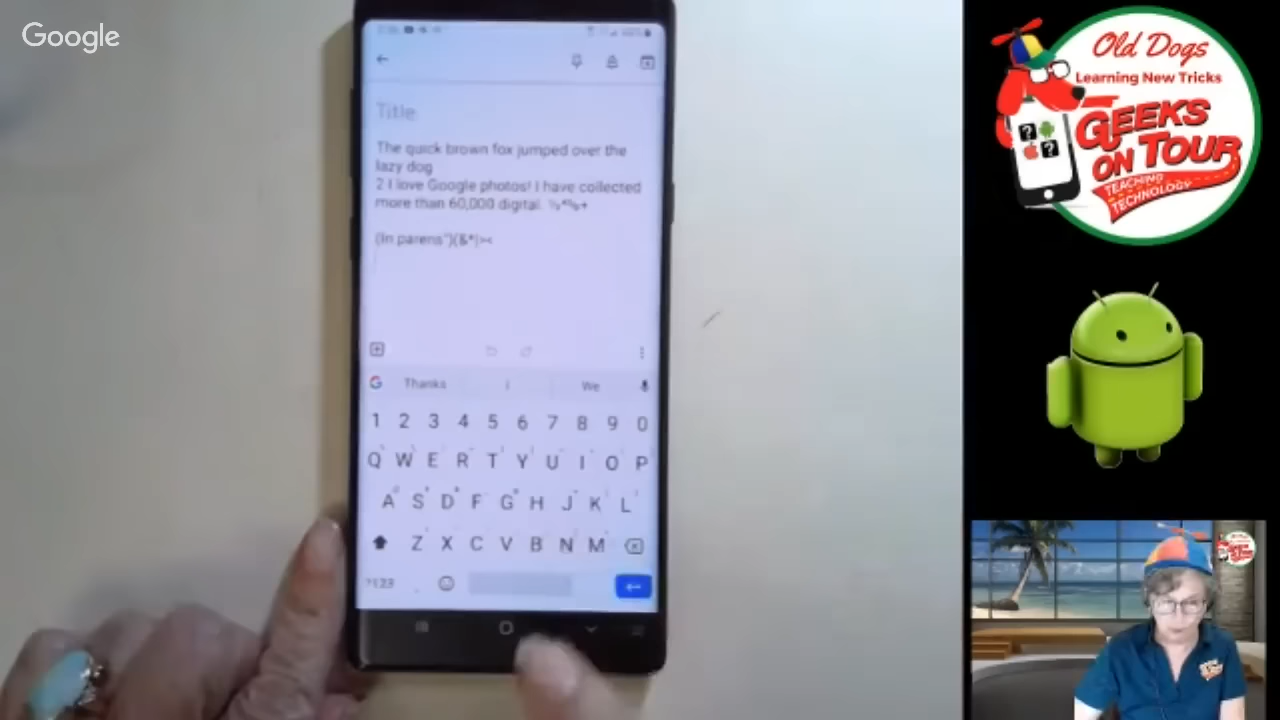 Google
Title
The quick brown fox jumped over the
lazy dog
2 I love Google photos! I have collected
more than 60,000 digital.
(In parens")(&*|><
Thanks
I
We
1 2 3 4 5 6 7 8 9 0
Q W E R T Y U I O P
A S D F G H J K L
Z X C V B N M
?123
Old Dogs
Learning New Tricks
GEEKS
ON TOUR
TEACHING
TECHNOLOGY